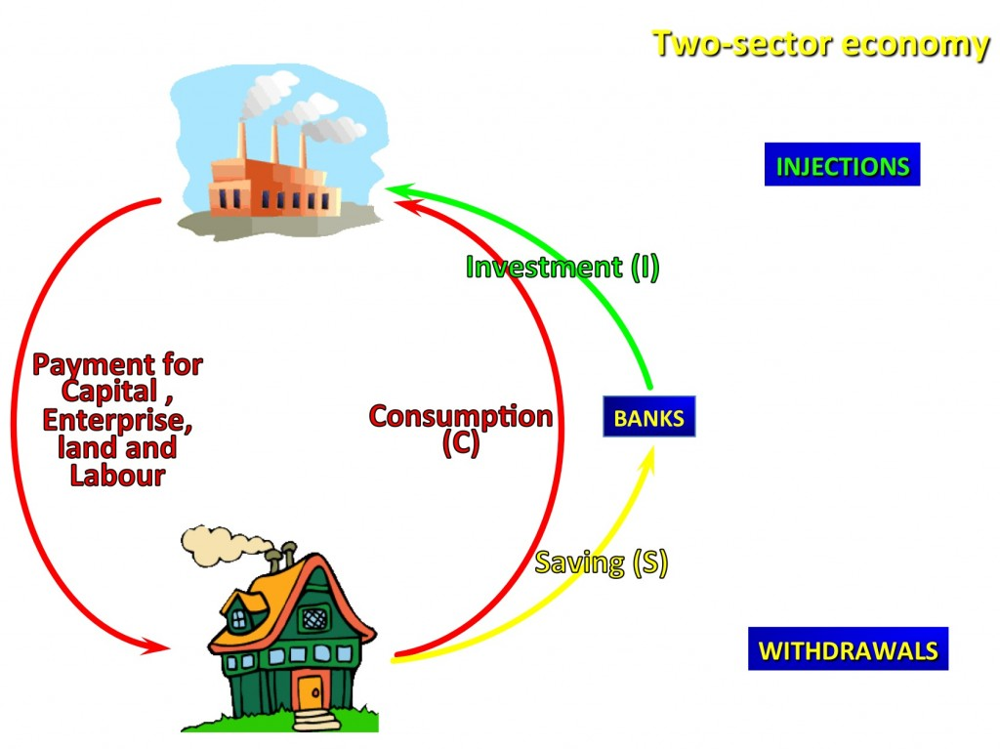 Two-sector economy
INJECTIONS
Investment (I)
Payment for
Capital ,
Enterprise,
land and
Labour
Consumption
(C)
BANKS
Saving (S)
WITHDRAWALS